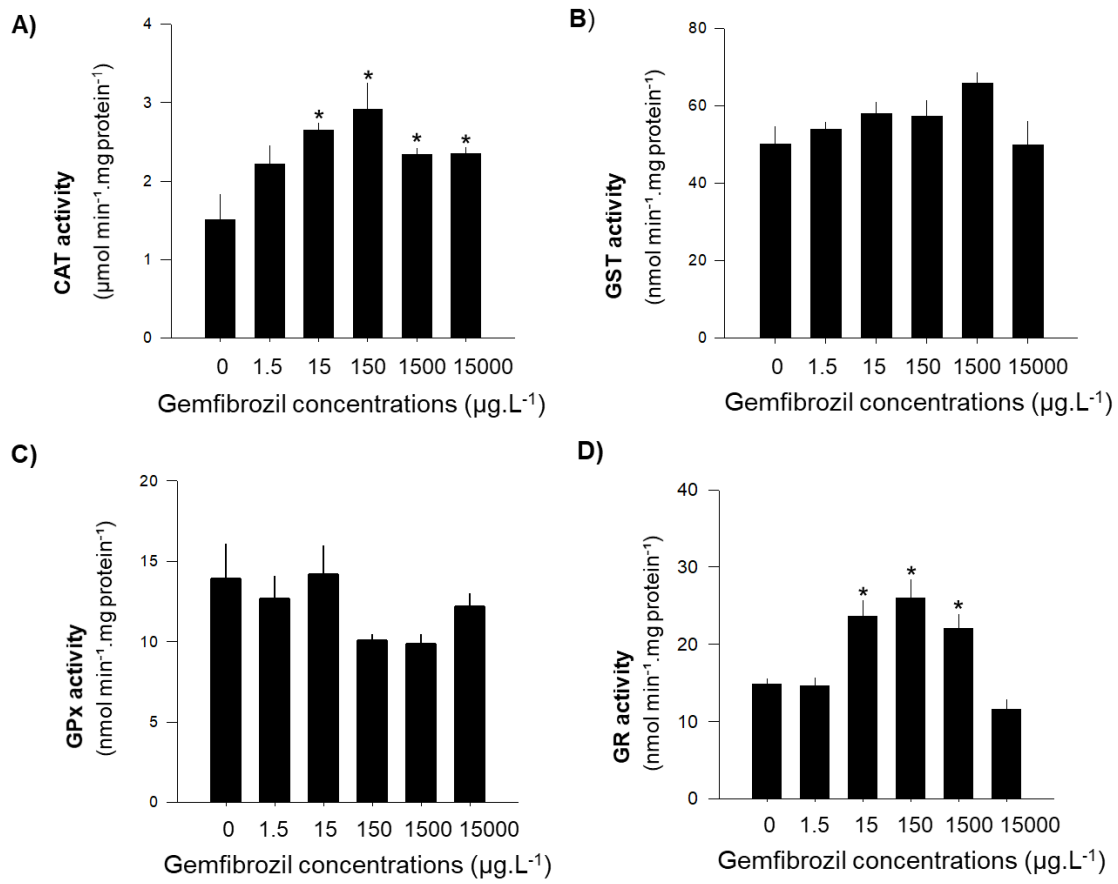 A)
CAT activity
(µmol min⁻¹.mg protein⁻¹)
4
3
2
1
0
*
*
*
*
0 1.5 15 150 1500 15000
Gemfibrozil concentrations (µg.L⁻¹)
B)
GST activity
(nmol min⁻¹.mg protein⁻¹)
80
60
40
20
0
0 1.5 15 150 1500 15000
Gemfibrozil concentrations (µg.L⁻¹)
C)
GPx activity
(nmol min⁻¹.mg protein⁻¹)
20
15
10
5
0
0 1.5 15 150 1500 15000
Gemfibrozil concentrations (µg.L⁻¹)
D)
GR activity
(nmol min⁻¹.mg protein⁻¹)
40
30
20
10
0
*
*
*
0 1.5 15 150 1500 15000
Gemfibrozil concentrations (µg.L⁻¹)